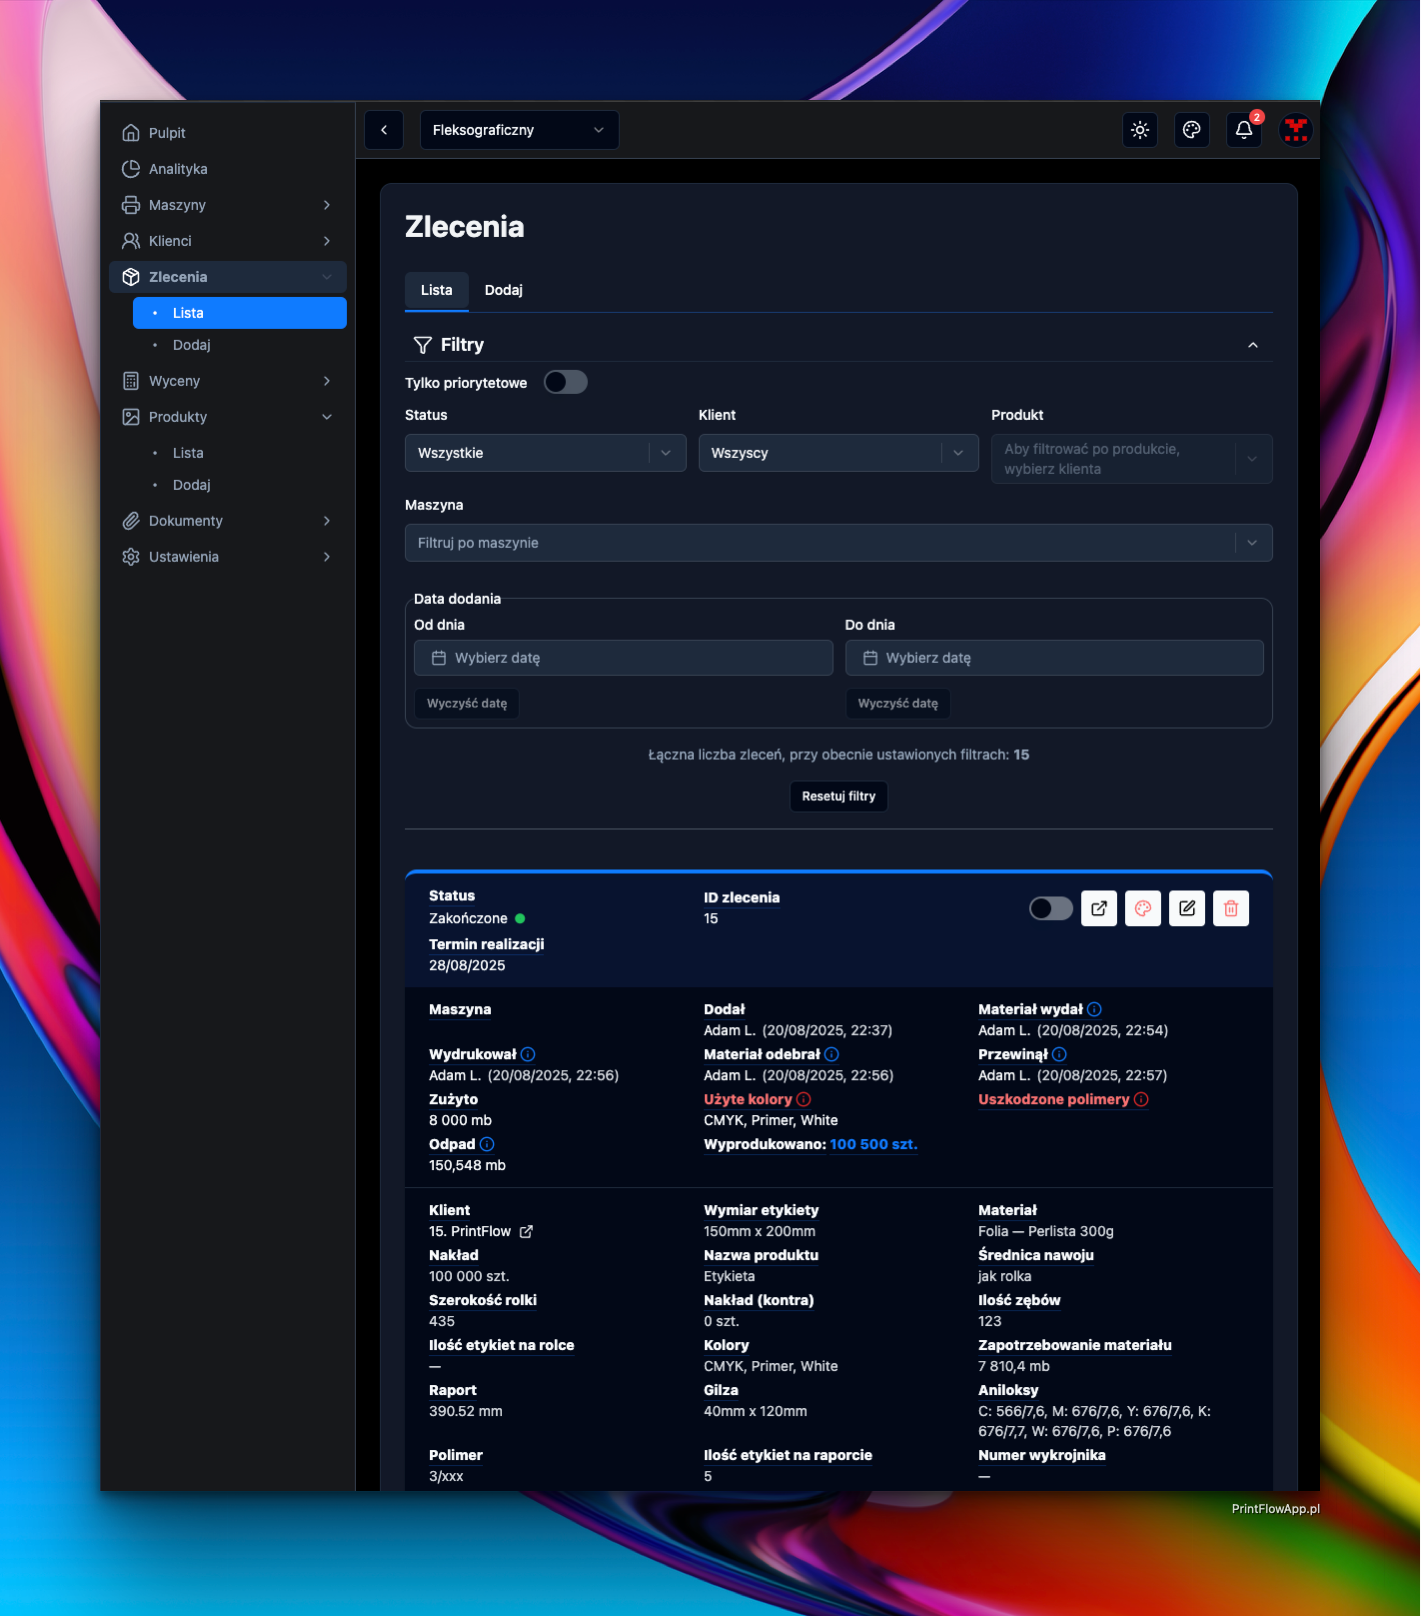 Pulpit
Analityka
Maszyny
Klienci
Zlecenia
Lista
Dodaj
Wyceny
Produkty
Lista
Dodaj
Dokumenty
Ustawienia
Fleksograficzny
2
Zlecenia
Lista Dodaj
Filtry
Tylko priorytetowe
Status Klient Produkt
Wszystkie Wszyscy Aby filtrować po produkcie,
wybierz klienta
Maszyna
Filtruj po maszynie
Data dodania
Od dnia Do dnia
Wybierz datę Wybierz datę
Wyczyść datę Wyczyść datę
Łączna liczba zleceń, przy obecnie ustawionych filtrach: 15
Resetuj filtry
Status ID zlecenia
Zakończone 15
Termin realizacji
28/08/2025
Maszyna Dodał Materiał wydał
Adam L. (20/08/2025, 22:37) Adam L. (20/08/2025, 22:54)
Wydrukował Materiał odebrał Przewinął
Adam L. (20/08/2025, 22:56) Adam L. (20/08/2025, 22:56) Adam L. (20/08/2025, 22:57)
Zużyto Użyte kolory Uszkodzone polimery
8 000 mb CMYK, Primer, White
Odpad Wyprodukowano: 100 500 szt.
150,548 mb
Klient Wymiar etykiety Materiał
15. PrintFlow 150mm x 200mm Folia — Perlista 300g
Nakład Nazwa produktu Średnica nawoju
100 000 szt. Etykieta jak rolka
Szerokość rolki Nakład (kontra) Ilość zębów
435 0 szt. 123
Ilość etykiet na rolce Kolory Zapotrzebowanie materiału
— CMYK, Primer, White 7 810,4 mb
Raport Gilza Aniloksy
390.52 mm 40mm x 120mm C: 566/7,6, M: 676/7,6, Y: 676/7,6, K:
676/7,7, W: 676/7,6, P: 676/7,6
Polimer Ilość etykiet na raporcie Numer wykrojnika
3/xxx 5 —
PrintFlowApp.pl